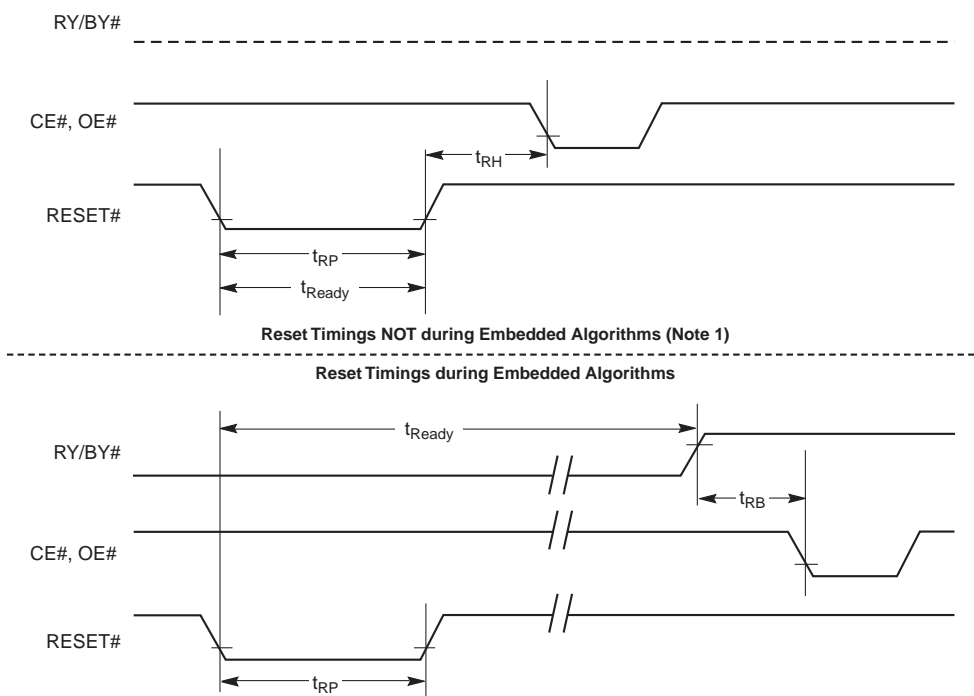 RY/BY#
CE#, OE#
tRH
RESET#
tRP
tReady
Reset Timings NOT during Embedded Algorithms (Note 1)
Reset Timings during Embedded Algorithms
tReady
RY/BY#
tRB
CE#, OE#
RESET#
tRP